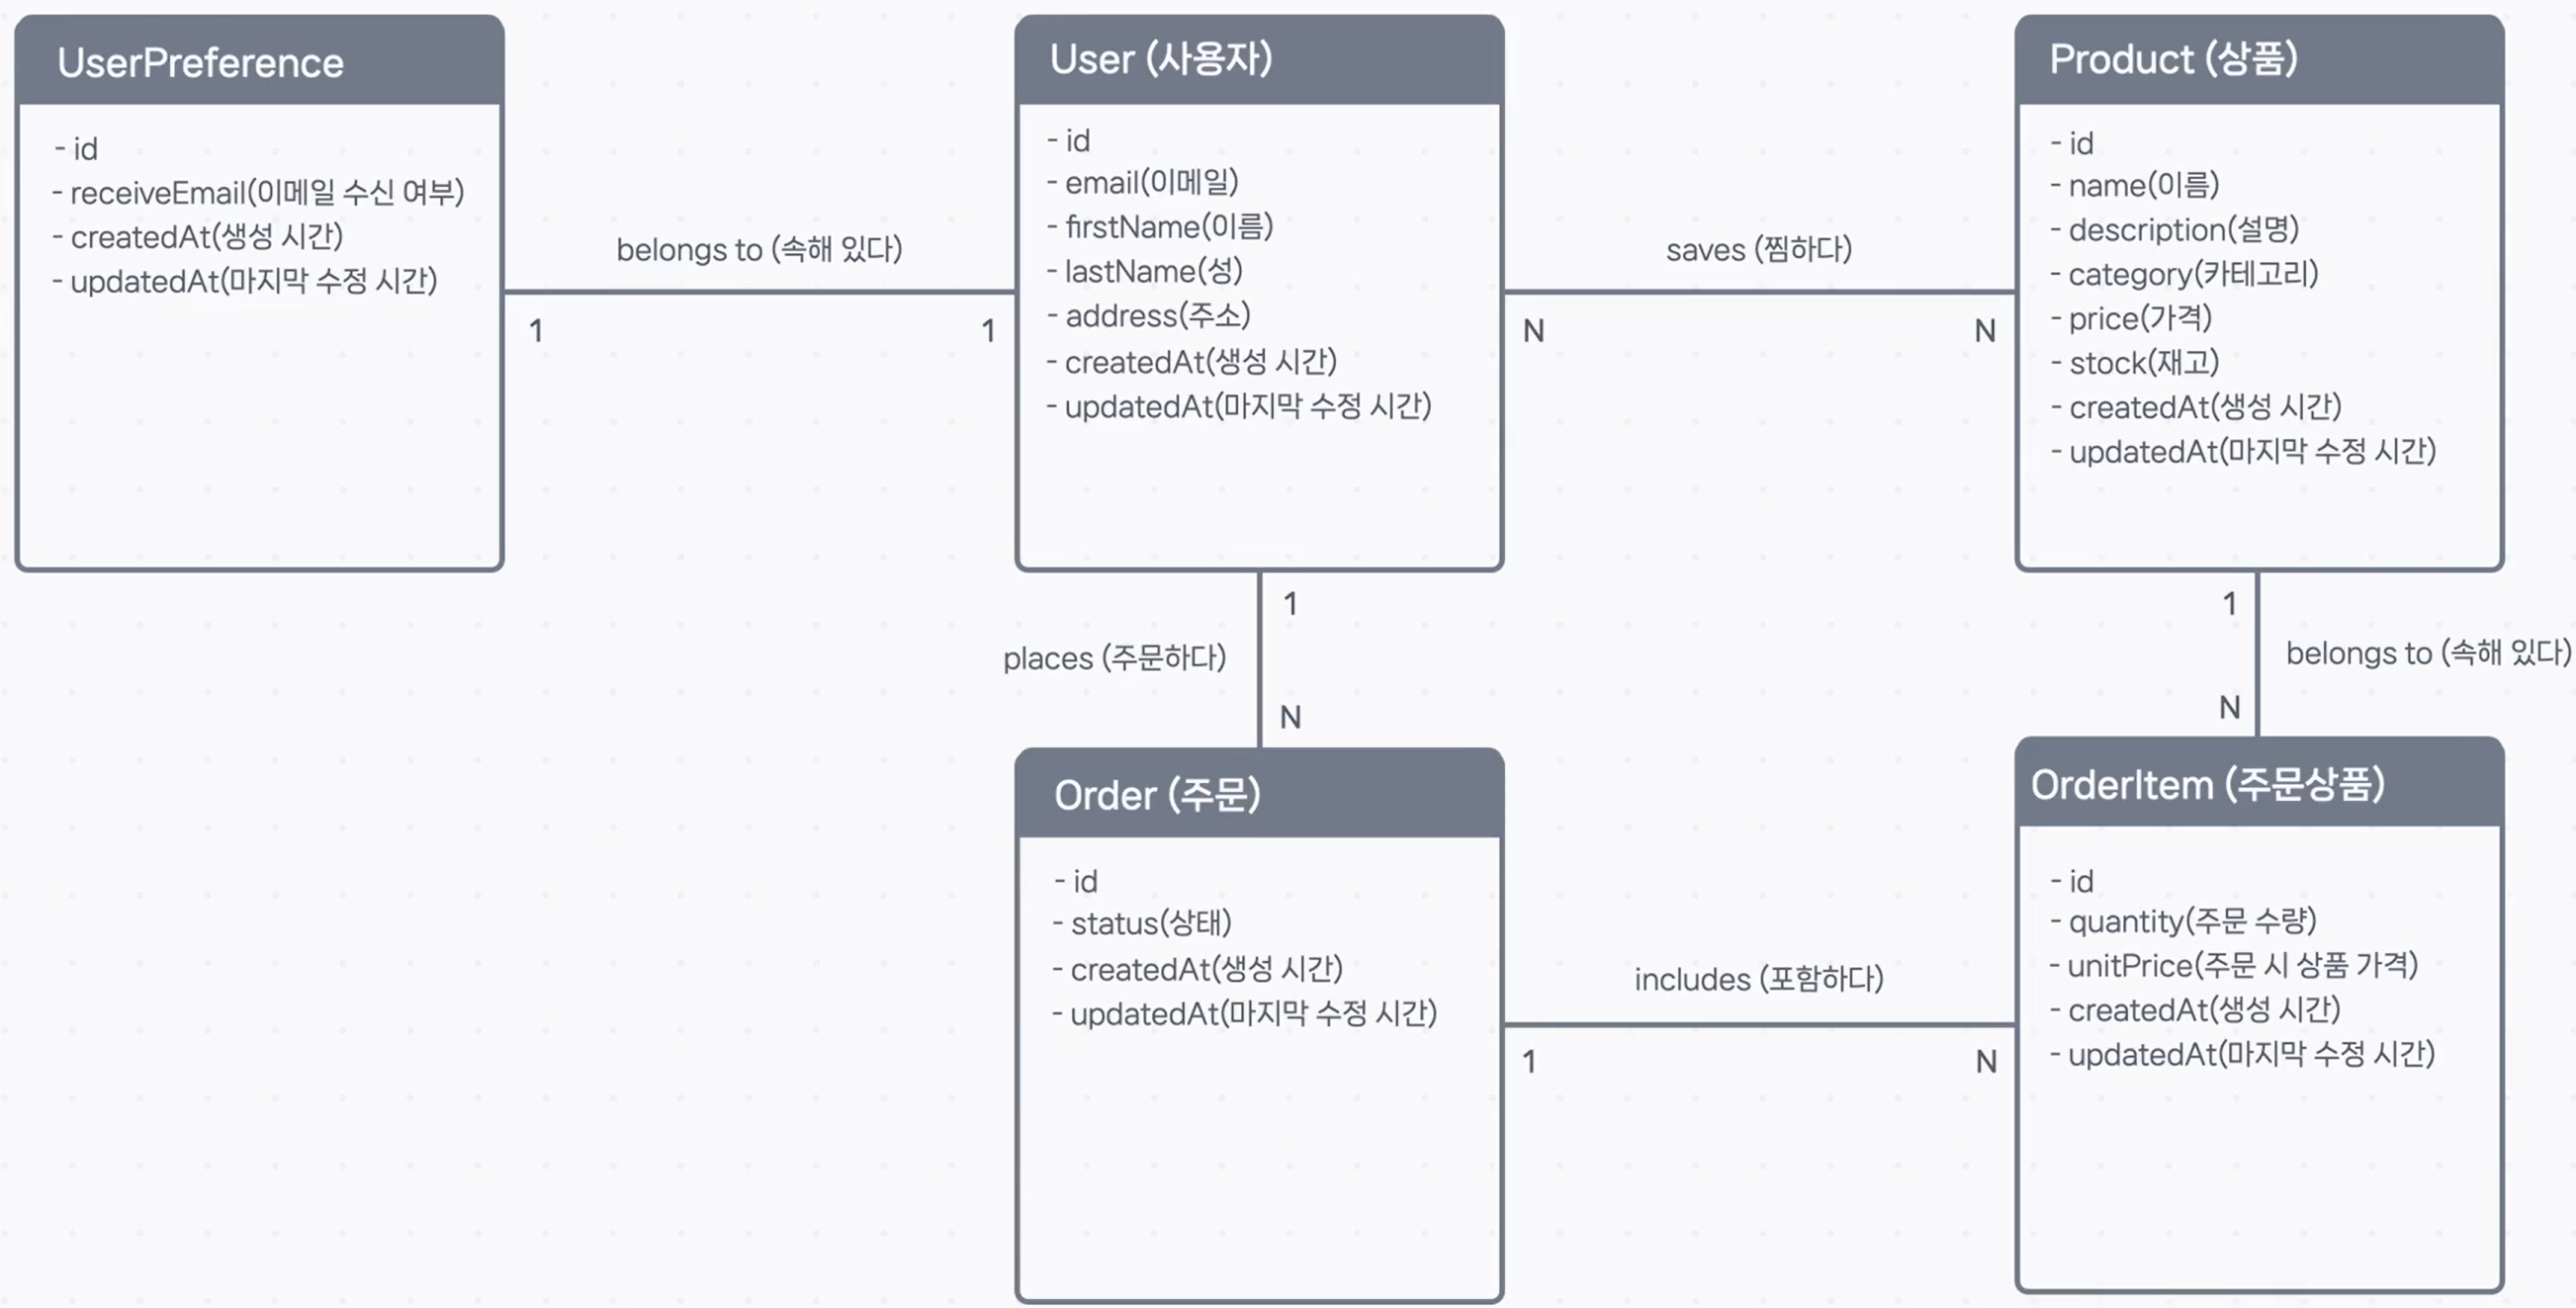 UserPreference
- id
- receiveEmail(이메일 수신 여부)
- createdAt(생성 시간)
- updatedAt(마지막 수정 시간)
belongs to (속해 있다)
1
1
User (사용자)
- id
- email(이메일)
- firstName(이름)
- lastName(성)
- address(주소)
- createdAt(생성 시간)
- updatedAt(마지막 수정 시간)
saves (찜하다)
N
N
Product (상품)
- id
- name(이름)
- description(설명)
- category(카테고리)
- price(가격)
- stock(재고)
- createdAt(생성 시간)
- updatedAt(마지막 수정 시간)
1
places (주문하다)
N
1
belongs to (속해 있다)
N
Order (주문)
- id
- status(상태)
- createdAt(생성 시간)
- updatedAt(마지막 수정 시간)
includes (포함하다)
1
N
OrderItem (주문상품)
- id
- quantity(주문 수량)
- unitPrice(주문 시 상품 가격)
- createdAt(생성 시간)
- updatedAt(마지막 수정 시간)